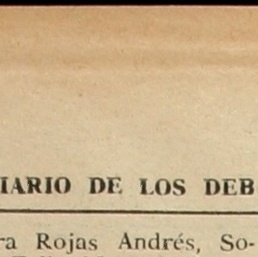 IARIO DE LOS DEB
ra Rojas Andrés, So-